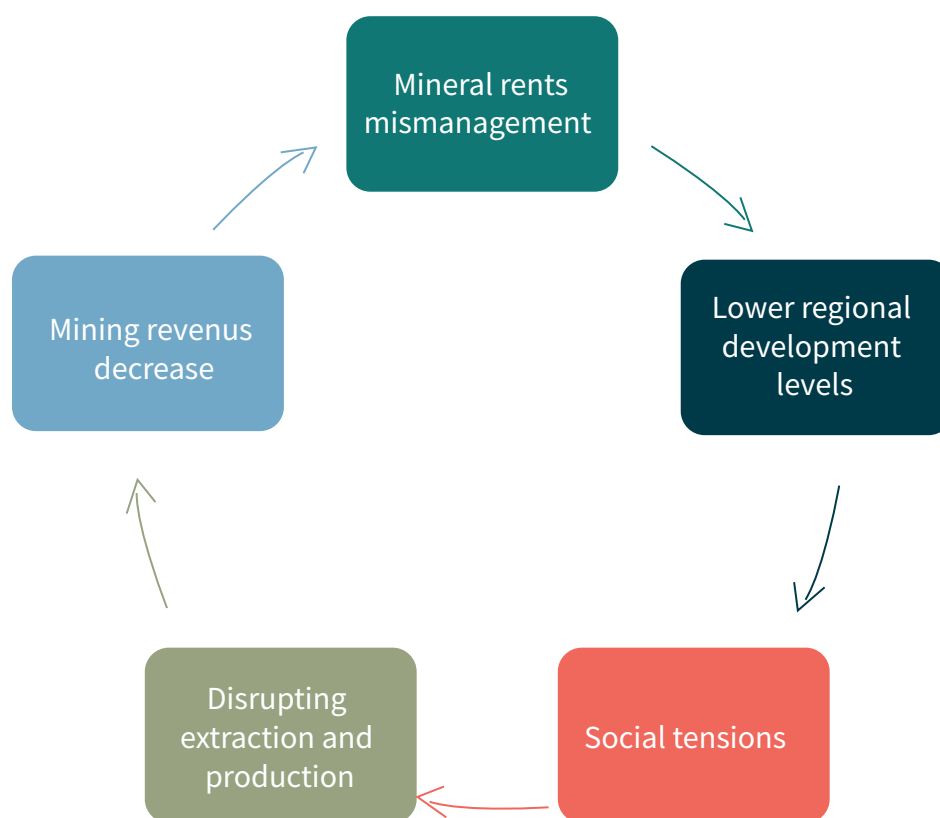 Mineral rents
mismanagement
Lower regional
development
levels
Social tensions
Disrupting
extraction and
production
Mining revenus
decrease